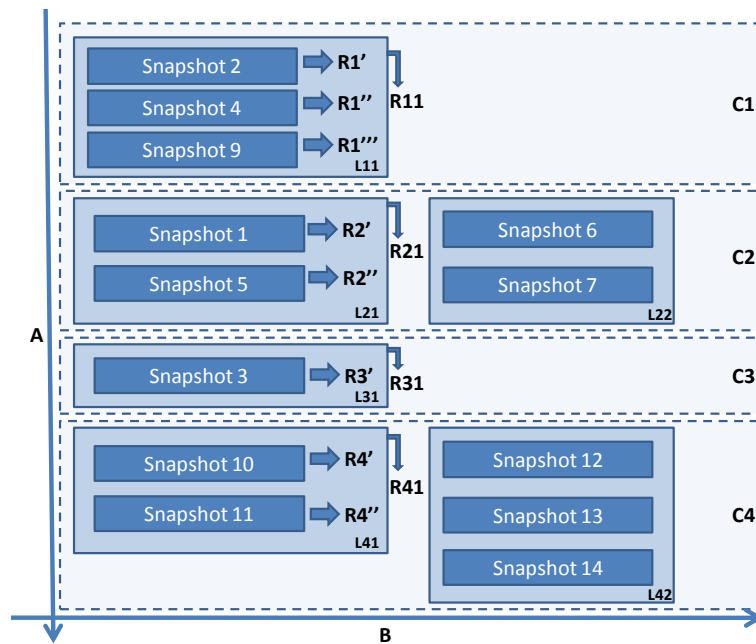 Snapshot 2 R1'
Snapshot 4 R1''
R11
C1
Snapshot 9 R1'''
L11
Snapshot 1 R2'
Snapshot 6
R21
C2
Snapshot 5 R2''
Snapshot 7
L21
L22
A
Snapshot 3 R3'
R31
C3
L31
Snapshot 10 R4'
Snapshot 12
R41
Snapshot 11 R4''
Snapshot 13
C4
L41
Snapshot 14
L42
B